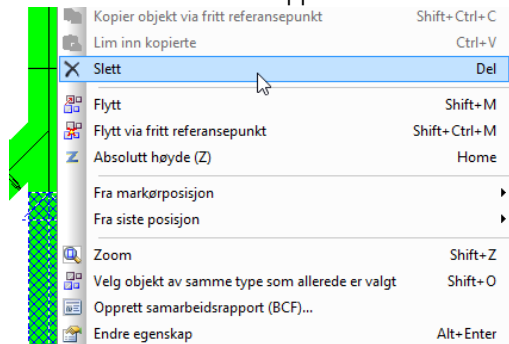 Kopier objekt via fritt referansepunkt Shift+Ctrl+C
Lim inn kopierte Ctrl+V
Slett Del
Flytt Shift+M
Flytt via fritt referansepunkt Shift+Ctrl+M
Absolutt høyde (Z) Home
Fra markørposisjon
Fra siste posisjon
Zoom Shift+Z
Velg objekt av samme type som allerede er valgt Shift+O
Opprett samarbeidsrapport (BCF)...
Endre egenskap Alt+Enter